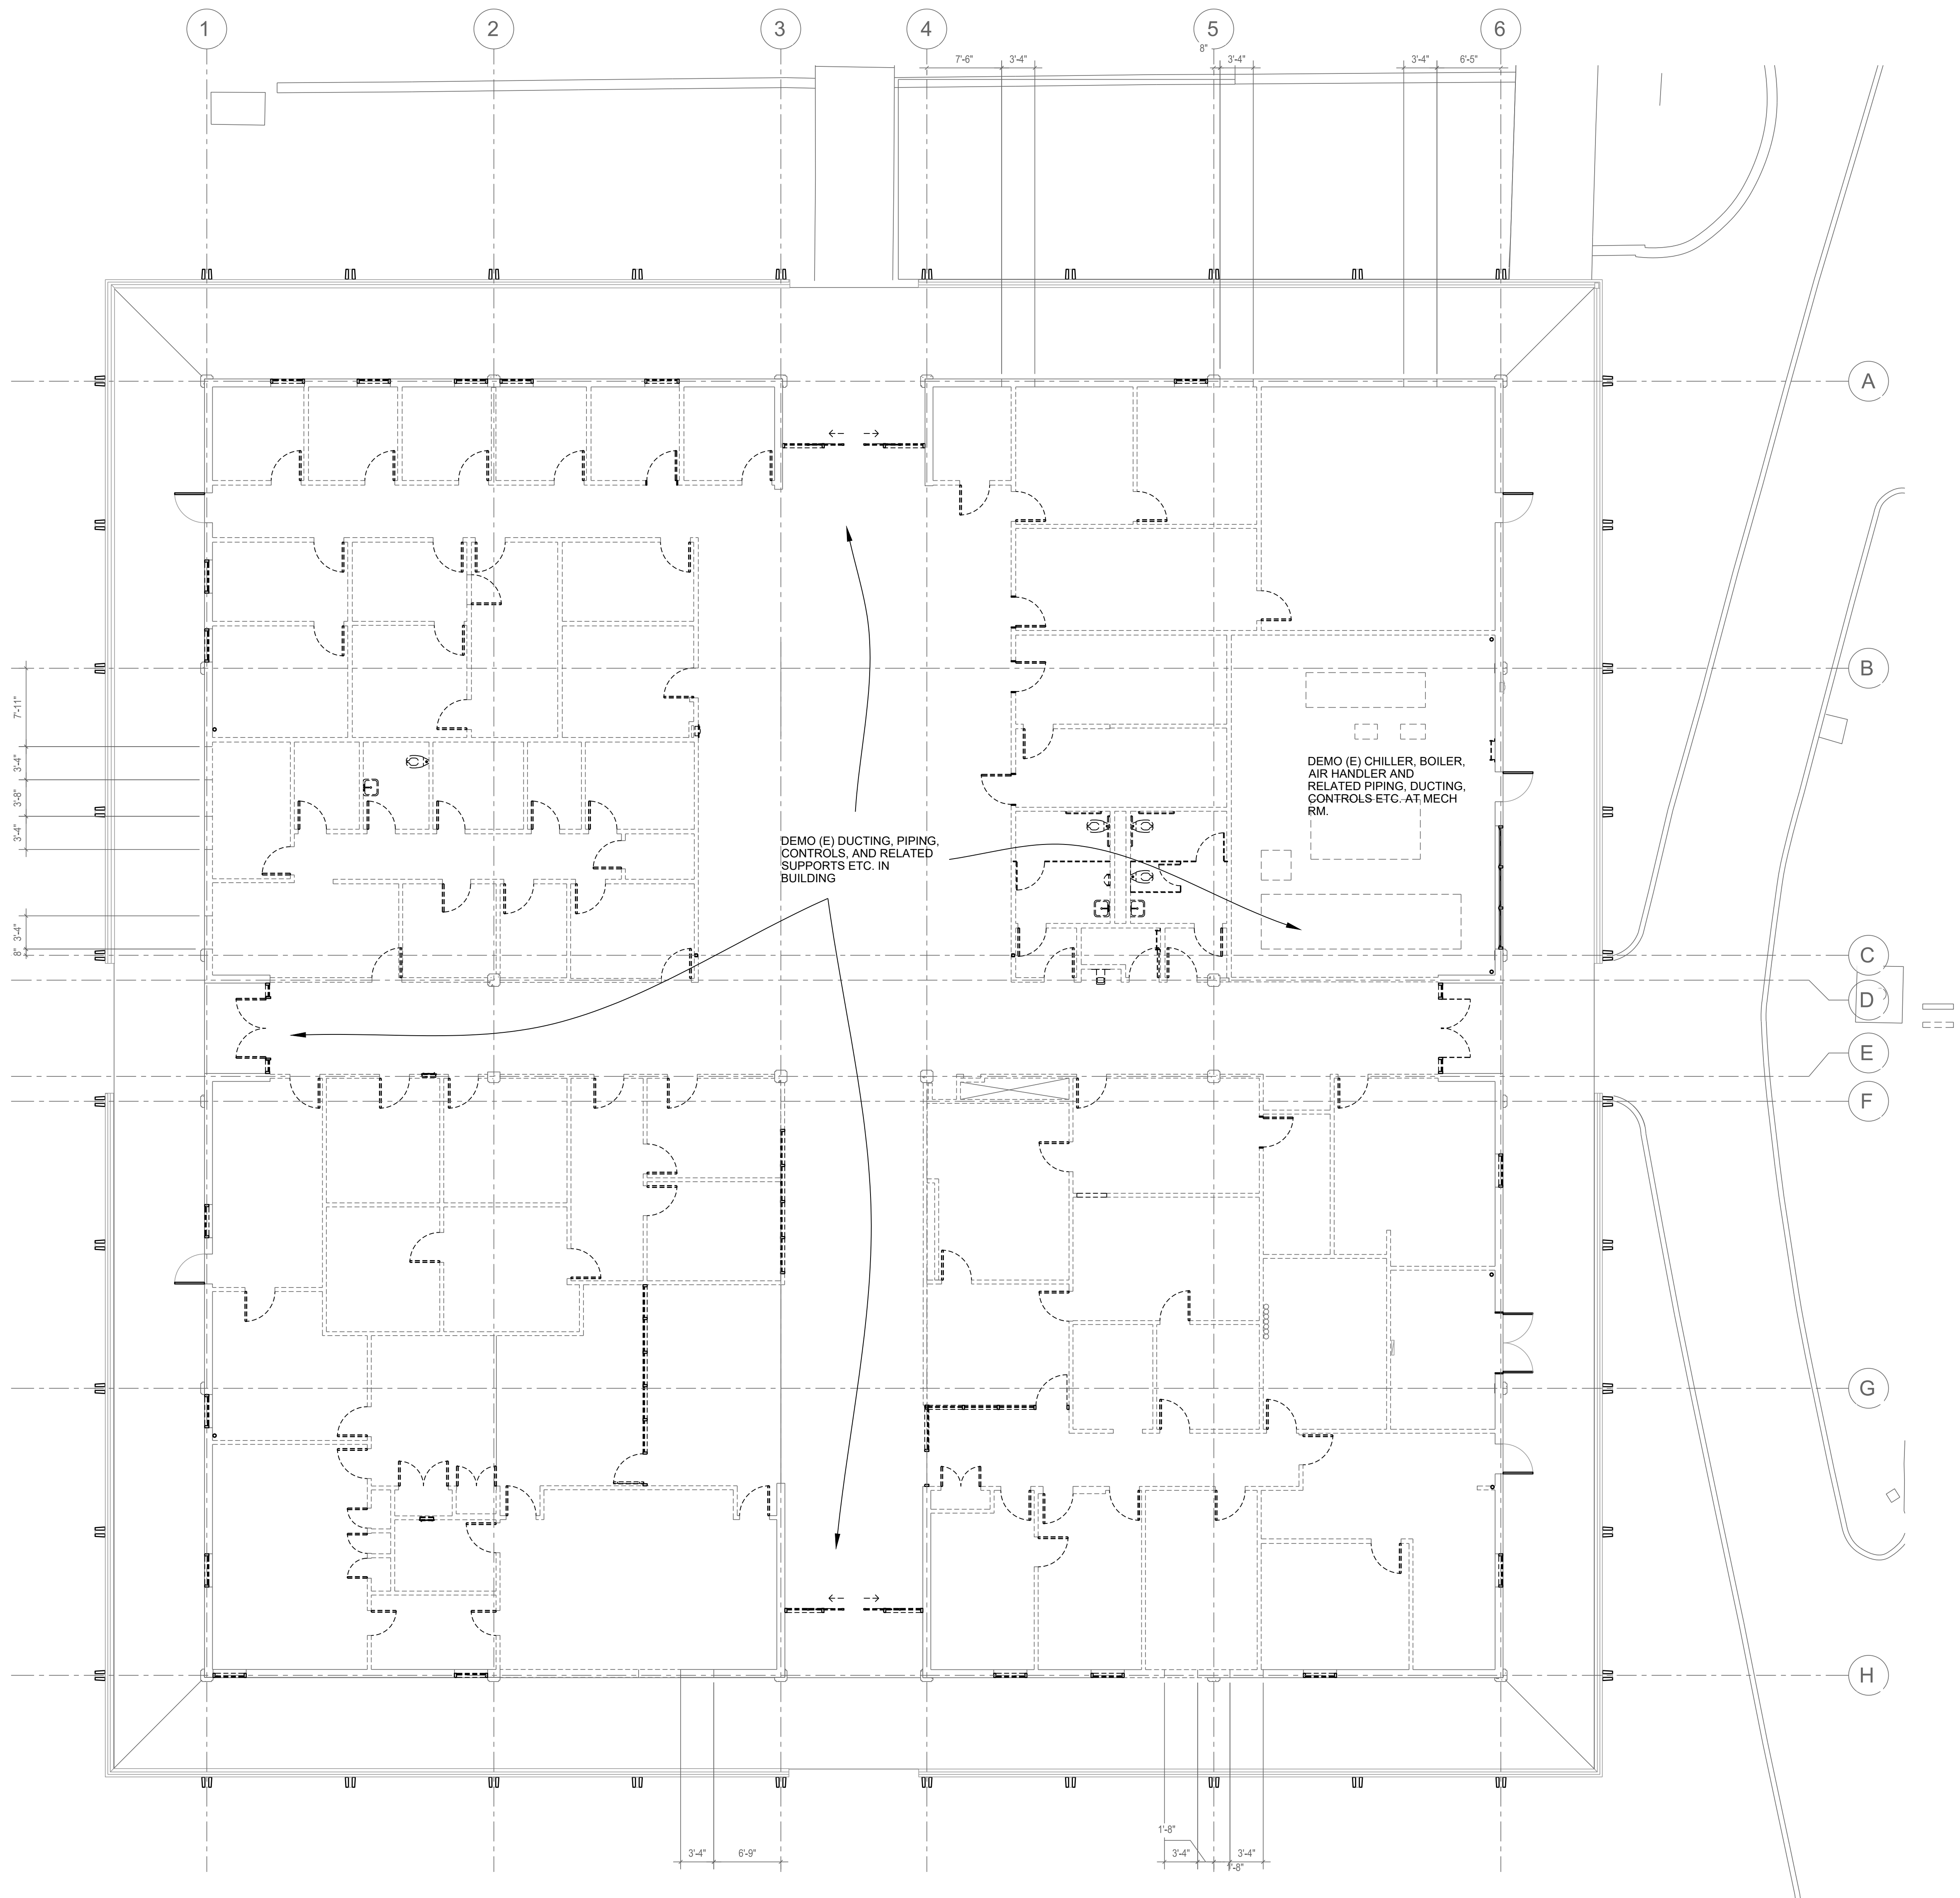 1
2
3
4
5
6
8"
7'-6"
3'-4"
3'-4"
3'-4"
6'-5"
A
B
7'-11"
3'-4"
3'-8"
3'-4"
3'-4"
8"
DEMO (E) CHILLER, BOILER,
AIR HANDLER AND
RELATED PIPING, DUCTING,
CONTROLS ETC. AT MECH
RM.
DEMO (E) DUCTING, PIPING,
CONTROLS, AND RELATED
SUPPORTS ETC. IN
BUILDING
C
D
E
F
G
H
3'-4"
6'-9"
1'-8"
3'-4"
3'-4"
1'-8"